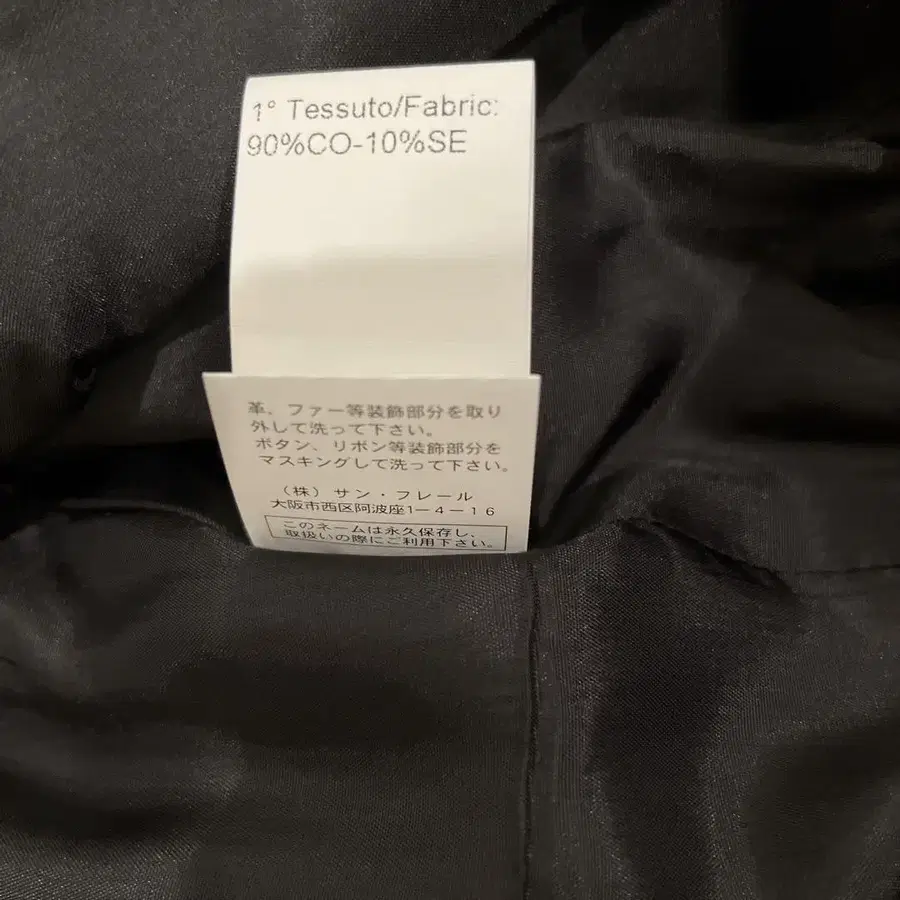 1° Tessuto/Fabric:
90%CO-10%SE
革、ファー等装飾部分を取り
外して洗って下さい。
ボタン、リボン等装飾部分を
マスキングして洗って下さい。
（株）サン・フレール
大阪市西区阿波座1－4－16
このネームは永久保存し、
取扱いの際にご利用下さい。